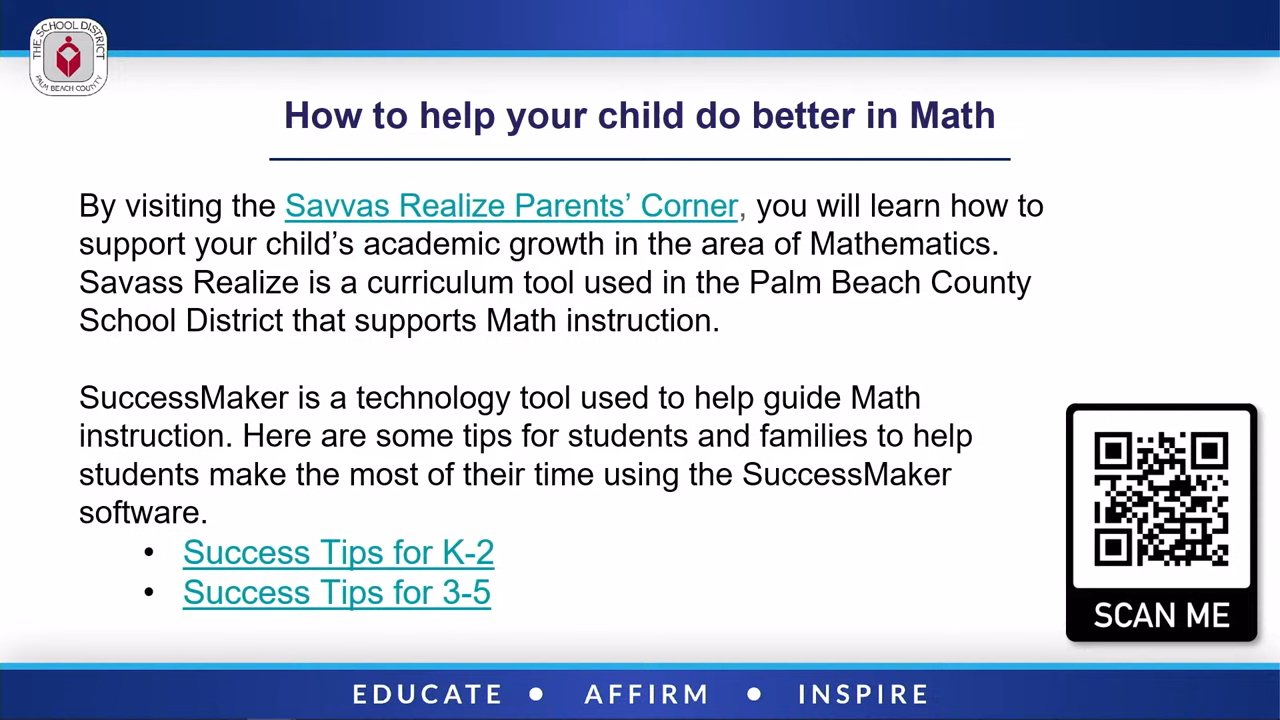 THE SCHOOL DISTRICT
PALM BEACH COUNTY
How to help your child do better in Math
By visiting the Savvas Realize Parents’ Corner, you will learn how to
support your child’s academic growth in the area of Mathematics.
Savass Realize is a curriculum tool used in the Palm Beach County
School District that supports Math instruction.
SuccessMaker is a technology tool used to help guide Math
instruction. Here are some tips for students and families to help
students make the most of their time using the SuccessMaker
software.
• Success Tips for K-2
• Success Tips for 3-5
SCAN ME
EDUCATE • AFFIRM • INSPIRE